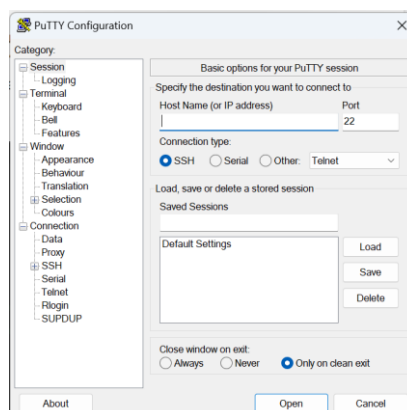 PuTTY Configuration
Category:
Session
Logging
Terminal
Keyboard
Bell
Features
Window
Appearance
Behaviour
Translation
Selection
Colours
Connection
Data
Proxy
SSH
Serial
Telnet
Rlogin
SUPDUP
Basic options for your PuTTY session
Specify the destination you want to connect to
Host Name (or IP address) Port
22
Connection type:
SSH Serial Other: Telnet
Load, save or delete a stored session
Saved Sessions
Default Settings
Load
Save
Delete
Close window on exit:
Always Never Only on clean exit
About Open Cancel